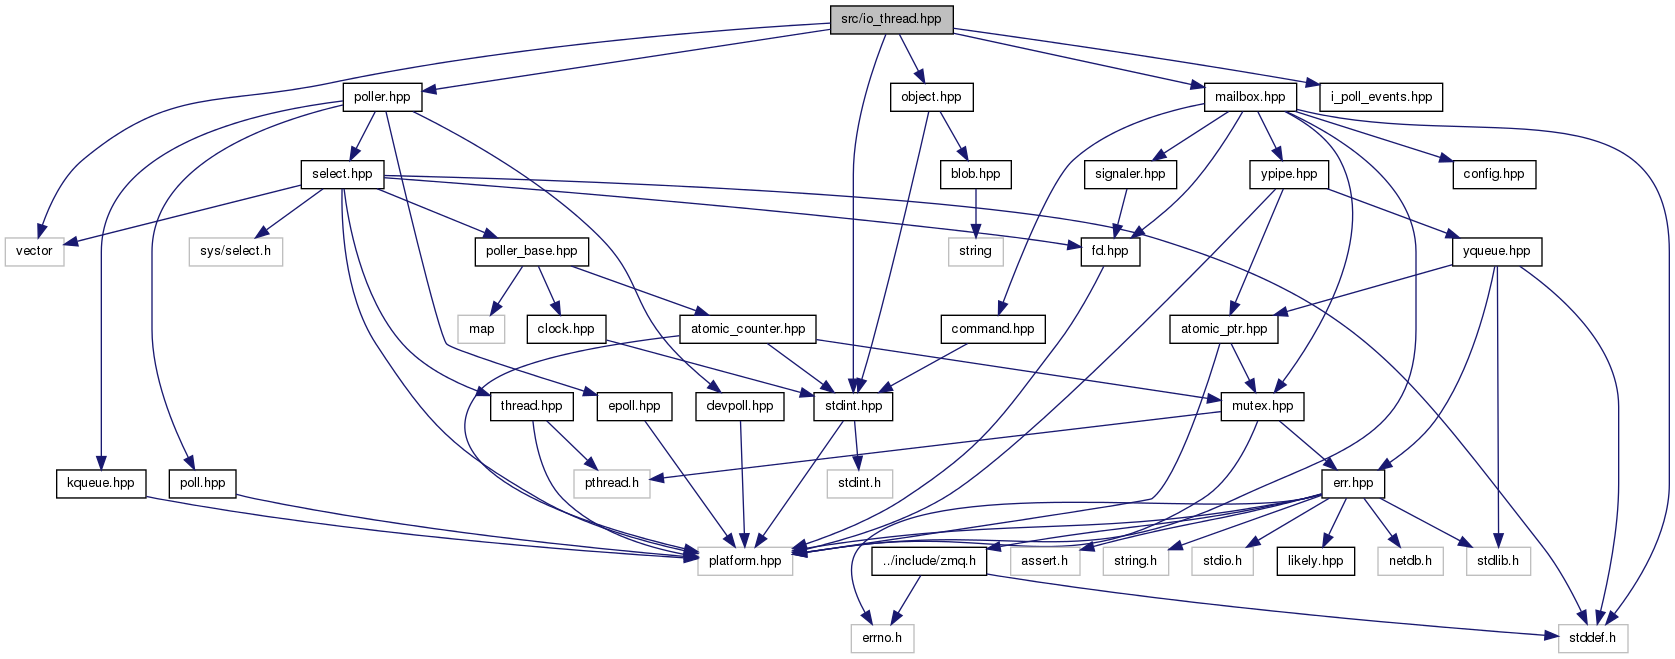 src/io_thread.hpp
poller.hpp
object.hpp
mailbox.hpp
i_poll_events.hpp
select.hpp
blob.hpp
signaler.hpp
ypipe.hpp
config.hpp
vector
sys/select.h
poller_base.hpp
string
fd.hpp
yqueue.hpp
map
clock.hpp
atomic_counter.hpp
command.hpp
atomic_ptr.hpp
thread.hpp
epoll.hpp
devpoll.hpp
stdint.hpp
mutex.hpp
kqueue.hpp
poll.hpp
pthread.h
stdint.h
err.hpp
platform.hpp
../include/zmq.h
assert.h
string.h
stdio.h
likely.hpp
netdb.h
stdlib.h
errno.h
stddef.h